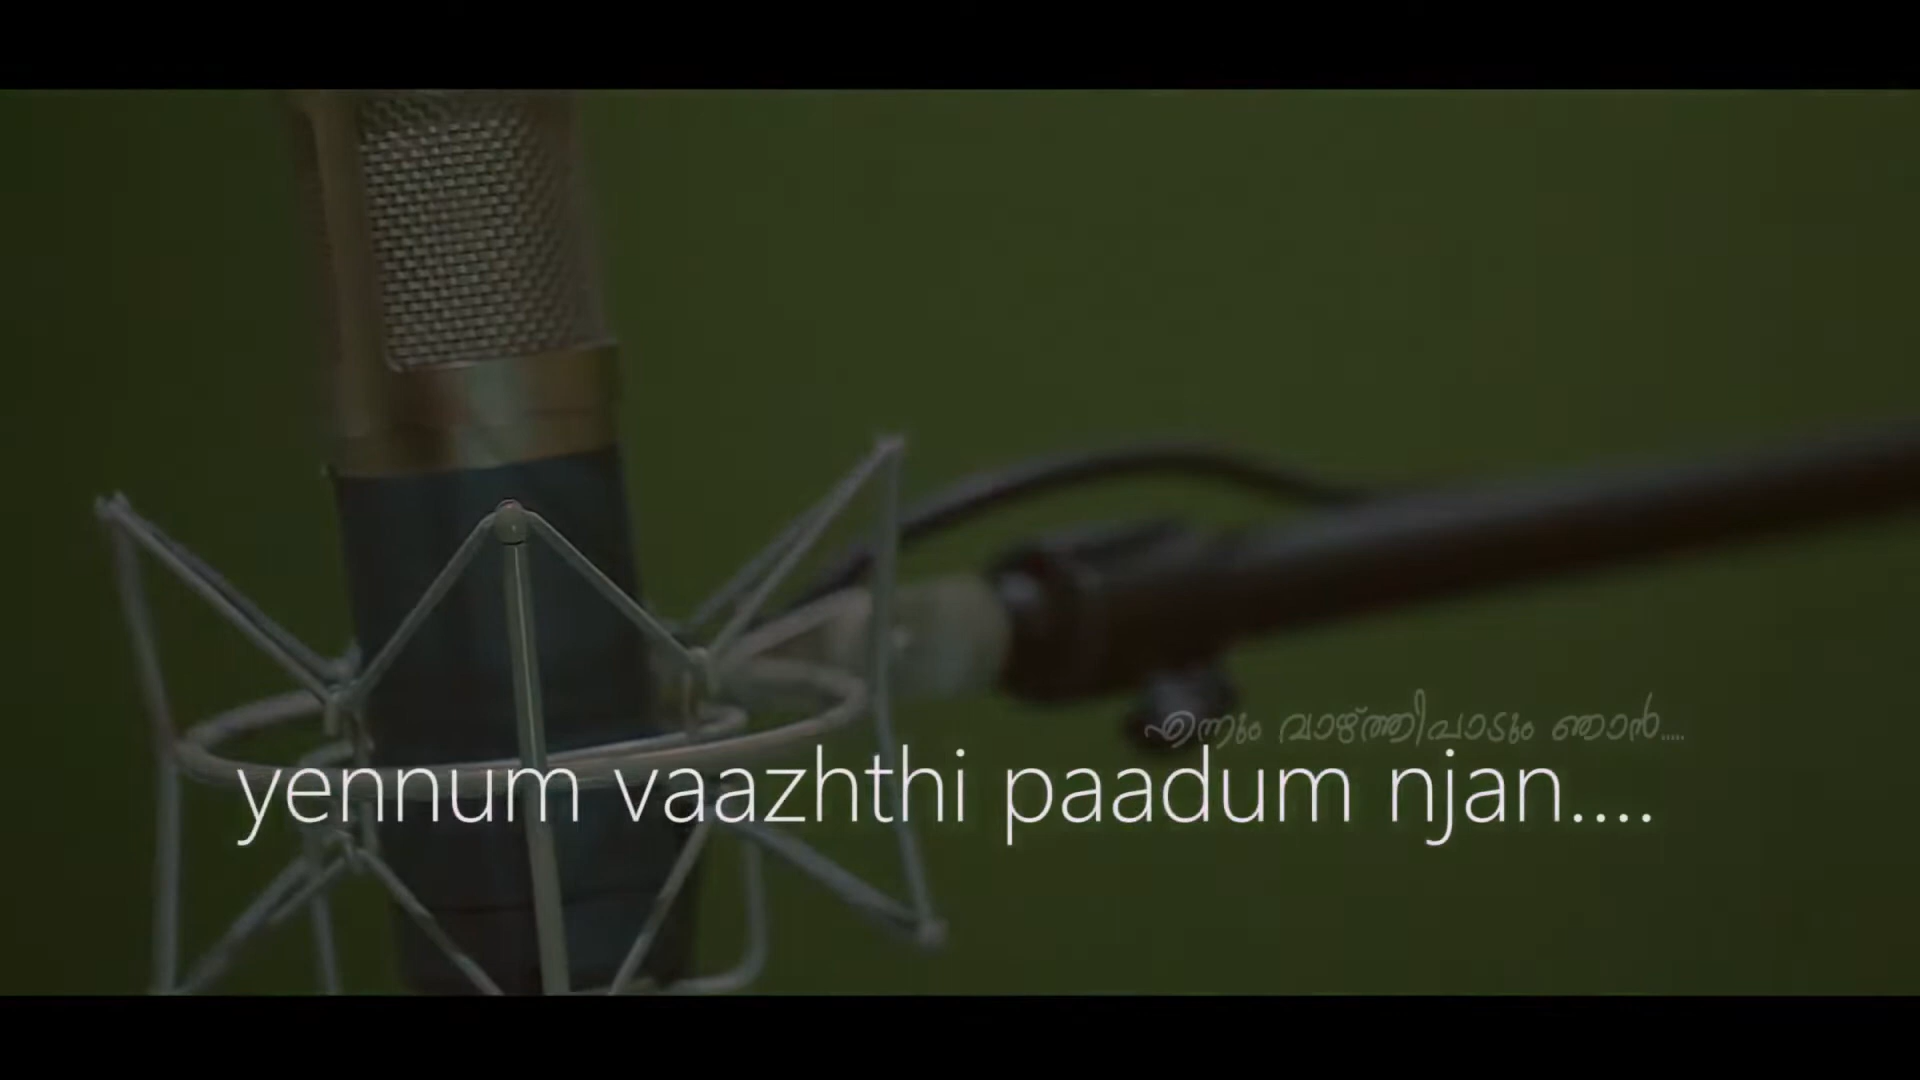 എന്നും വാഴ്ത്തിപാടും ഞാൻ.....
yennum vaazhthi paadum njan....